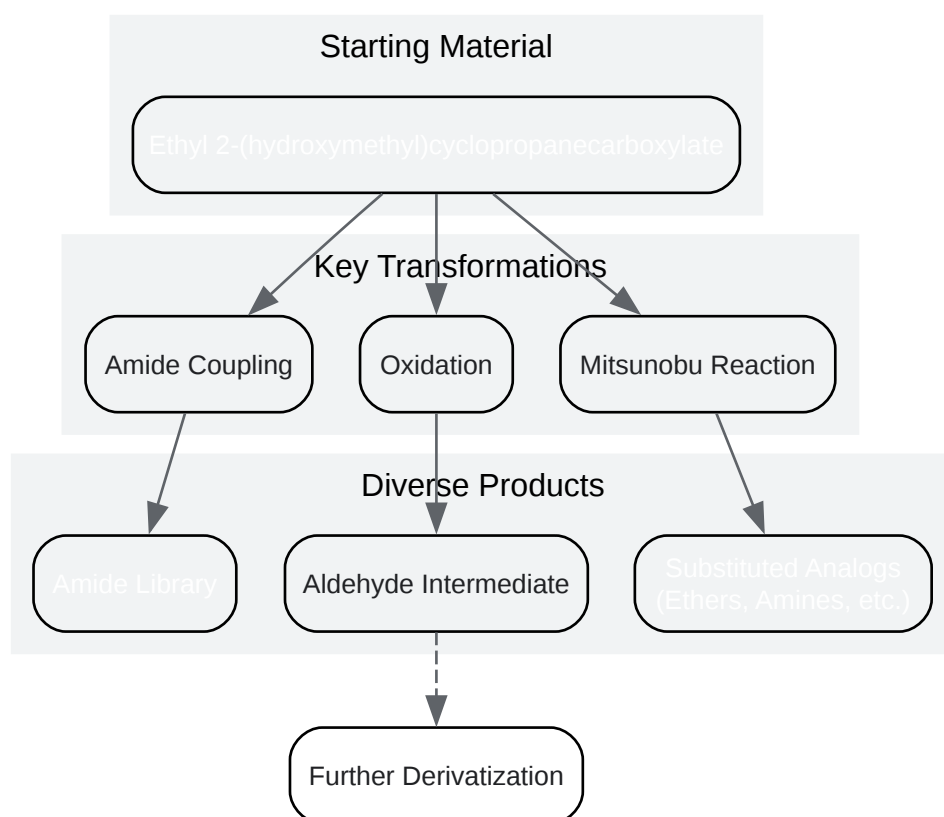 Starting Material
Ethyl 2-(hydroxymethyl)cyclopropanecarboxylate
Key Transformations
Amide Coupling
Oxidation
Mitsunobu Reaction
Diverse Products
Amide Library
Aldehyde Intermediate
Substituted Analogs
(Ethers, Amines, etc.)
Further Derivatization